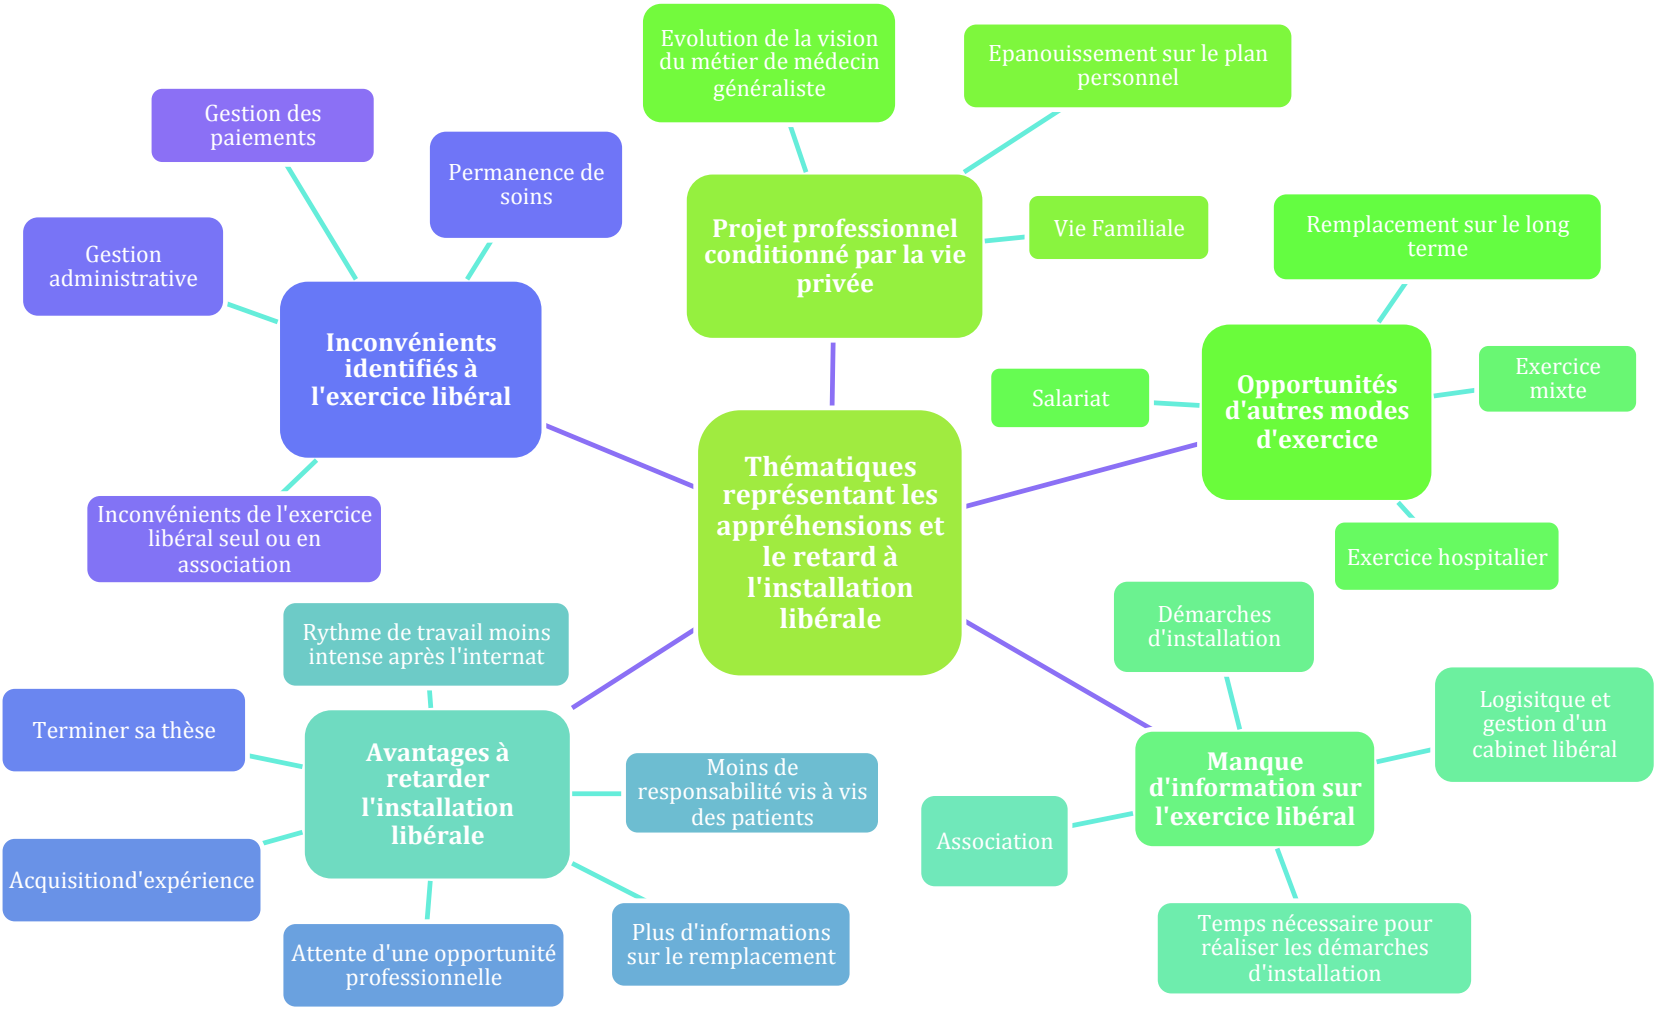 Evolution de la vision
du métier de médecin
généraliste
Epanouissement sur le plan
personnel
Gestion des
paiements
Permanence de
soins
Projet professionnel
conditionné par la vie
privée
Vie Familiale
Remplacement sur le long
terme
Gestion
administrative
Inconvénients
identifiés à
l'exercice libéral
Salariat
Opportunités
d'autres modes
d'exercice
Exercice
mixte
Thématiques
représentant les
appréhensions et
le retard à
l'installation
libérale
Inconvénients de l'exercice
libéral seul ou en
association
Exercice hospitalier
Rythme de travail moins
intense après l'internat
Démarches
d'installation
Terminer sa thèse
Avantages à
retarder
l'installation
libérale
Moins de
responsabilité vis à vis
des patients
Manque
d'information sur
l'exercice libéral
Logisitque et
gestion d'un
cabinet libéral
Association
Acquisitiond'expérience
Attente d'une opportunité
professionnelle
Plus d'informations
sur le remplacement
Temps nécessaire pour
réaliser les démarches
d'installation